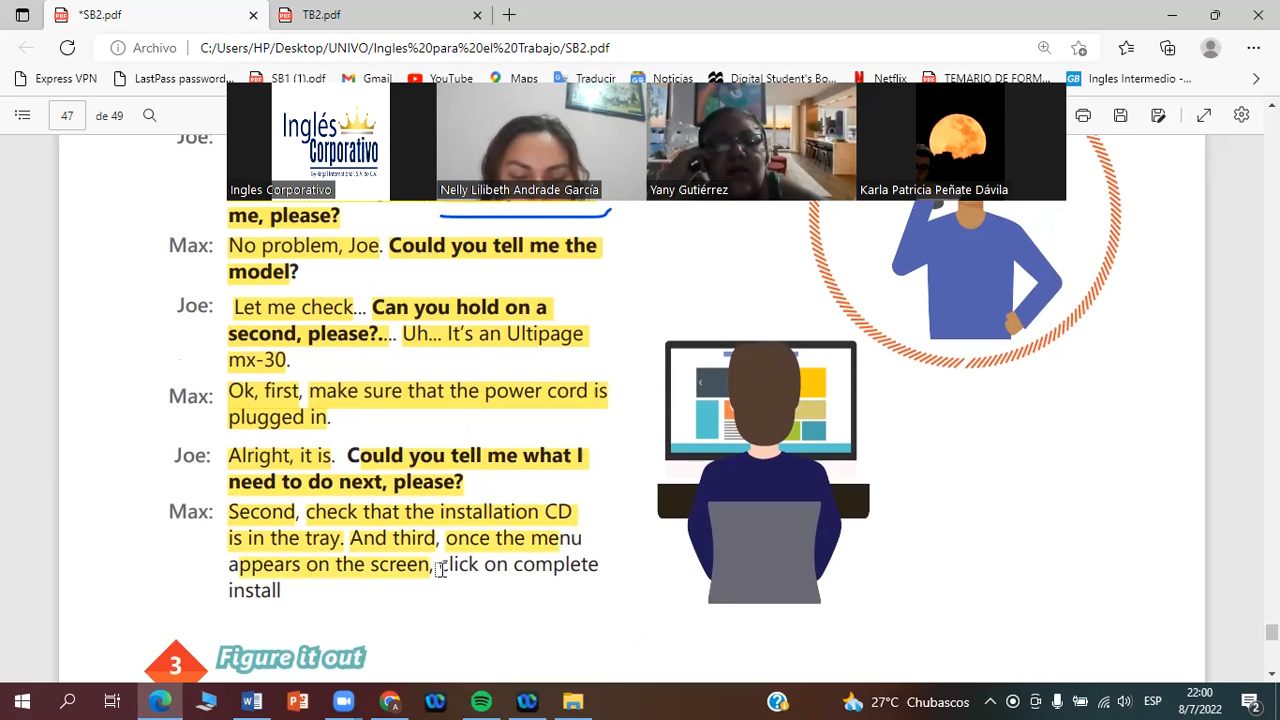 *SB2.pdf
TB2.pdf
Archivo
C:/Users/HP/Desktop/UNIVO/Ingles%20para%20el%20Trabajo/SB2.pdf
Express VPN
LastPass password...
SB1 (1).pdf
Gmail
YouTube
Maps
Traducir
Noticias
Digital Student's Bo...
Netflix
TEMARIO DE FORM...
Ingles Intermedio -...
47 de 49
Inglés
Corporativo
Ingles Corporativo
Nelly Lilibeth Andrade García
Yany Gutiérrez
Karla Patricia Peñate Dávila
Joe:
me, please?
Max: No problem, Joe. Could you tell me the
model?
Joe: Let me check... Can you hold on a
second, please?.... Uh... It's an Ultipage
mx-30.
Max: Ok, first, make sure that the power cord is
plugged in.
Joe: Alright, it is. Could you tell me what I
need to do next, please?
Max: Second, check that the installation CD
is in the tray. And third, once the menu
appears on the screen, click on complete
install
3 Figure it out
27°C Chubascos
ESP
22:00
8/7/2022
2